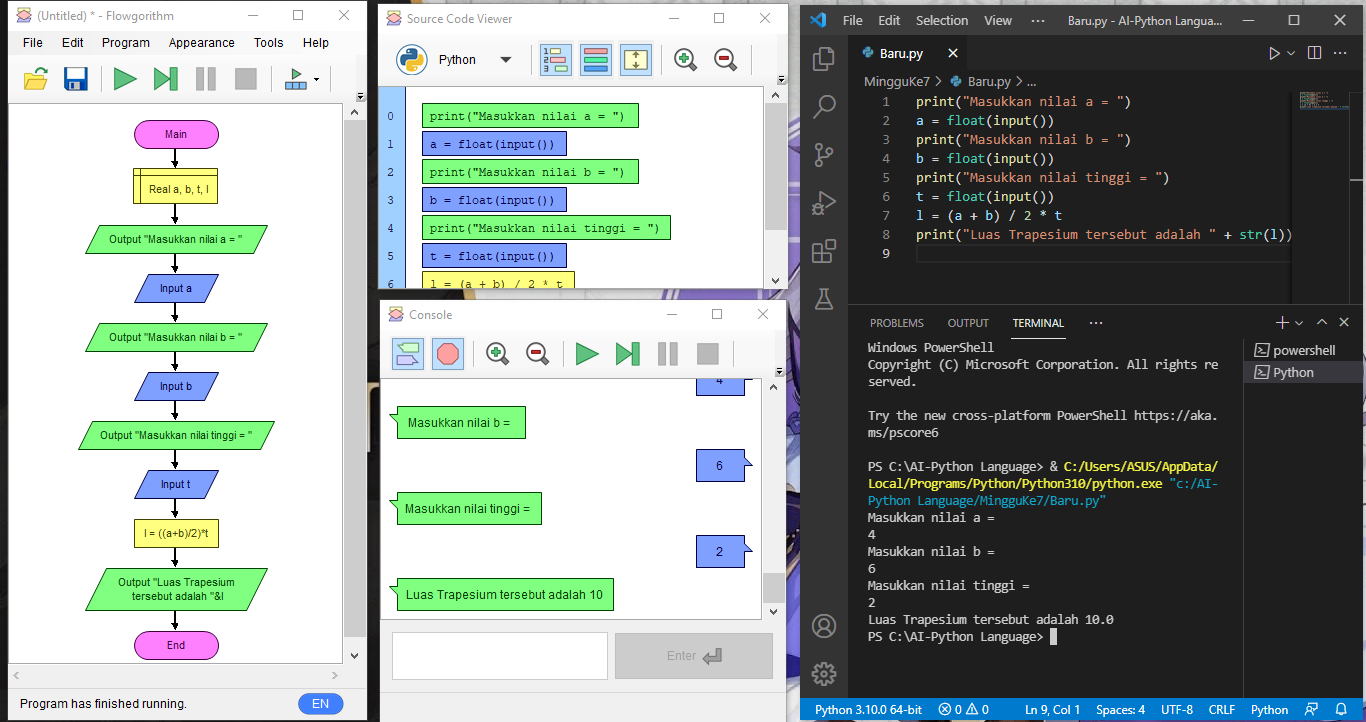 (Untitled) * - Flowgorithm
File Edit Program Appearance Tools Help
Main
Real a, b, t, l
Output "Masukkan nilai a = "
Input a
Output "Masukkan nilai b = "
Input b
Output "Masukkan nilai tinggi = "
Input t
l = ((a+b)/2)*t
Output "Luas Trapesium
tersebut adalah "&l
End
Program has finished running.
EN
Source Code Viewer
Python
0 print("Masukkan nilai a = ")
1 a = float(input())
2 print("Masukkan nilai b = ")
3 b = float(input())
4 print("Masukkan nilai tinggi = ")
5 t = float(input())
6 l = (a + b) / 2 * t
Console
4
Masukkan nilai b =
6
Masukkan nilai tinggi =
2
Luas Trapesium tersebut adalah 10
Enter
File Edit Selection View ··· Baru.py - AI-Python Langua...
Baru.py
MingguKe7 > Baru.py > ...
1 print("Masukkan nilai a = ")
2 a = float(input())
3 print("Masukkan nilai b = ")
4 b = float(input())
5 print("Masukkan nilai tinggi = ")
6 t = float(input())
7 l = (a + b) / 2 * t
8 print("Luas Trapesium tersebut adalah " + str(l))
9
PROBLEMS OUTPUT TERMINAL ···
powershell
Python
Windows PowerShell
Copyright (C) Microsoft Corporation. All rights re
served.
Try the new cross-platform PowerShell https://aka.
ms/pscore6
PS C:\AI-Python Language> & C:/Users/ASUS/AppData/
Local/Programs/Python/Python310/python.exe "c:/AI-
Python Language/MingguKe7/Baru.py"
Masukkan nilai a =
4
Masukkan nilai b =
6
Masukkan nilai tinggi =
2
Luas Trapesium tersebut adalah 10.0
PS C:\AI-Python Language>
Python 3.10.0 64-bit 0 0 Ln 9, Col 1 Spaces: 4 UTF-8 CRLF Python